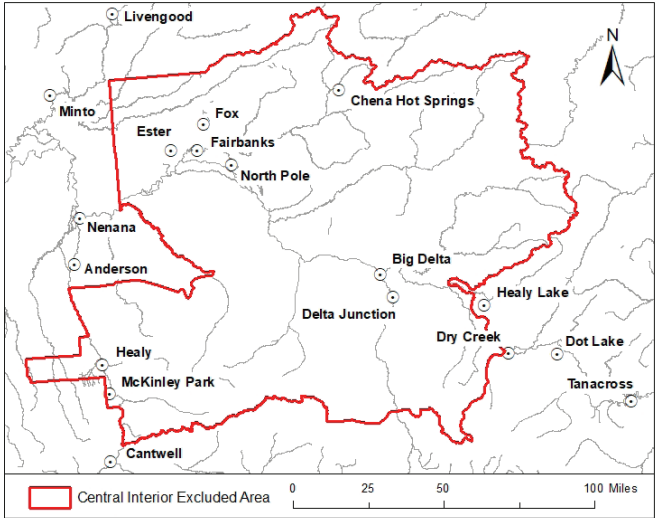 Livengood
N
Minto
Chena Hot Springs
Fox
Ester
Fairbanks
North Pole
Nenana
Anderson
Big Delta
Delta Junction
Healy Lake
Dry Creek
Dot Lake
Healy
McKinley Park
Tanacross
Cantwell
Central Interior Excluded Area
0 25 50 100 Miles